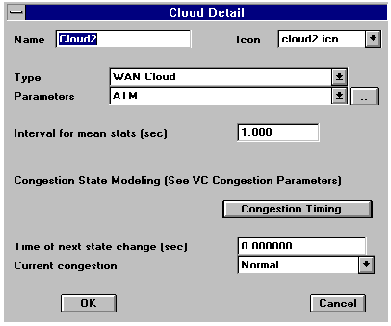 Cloud Detail
Name Cloud2 Icon cloud2.icn
Type WAN Cloud
Parameters ATM ..
Interval for mean stats (sec) 1.000
Congestion State Modeling (See VC Congestion Parameters)
Congestion Timing
Time of next state change (sec) 0.000000
Current congestion Normal
OK Cancel